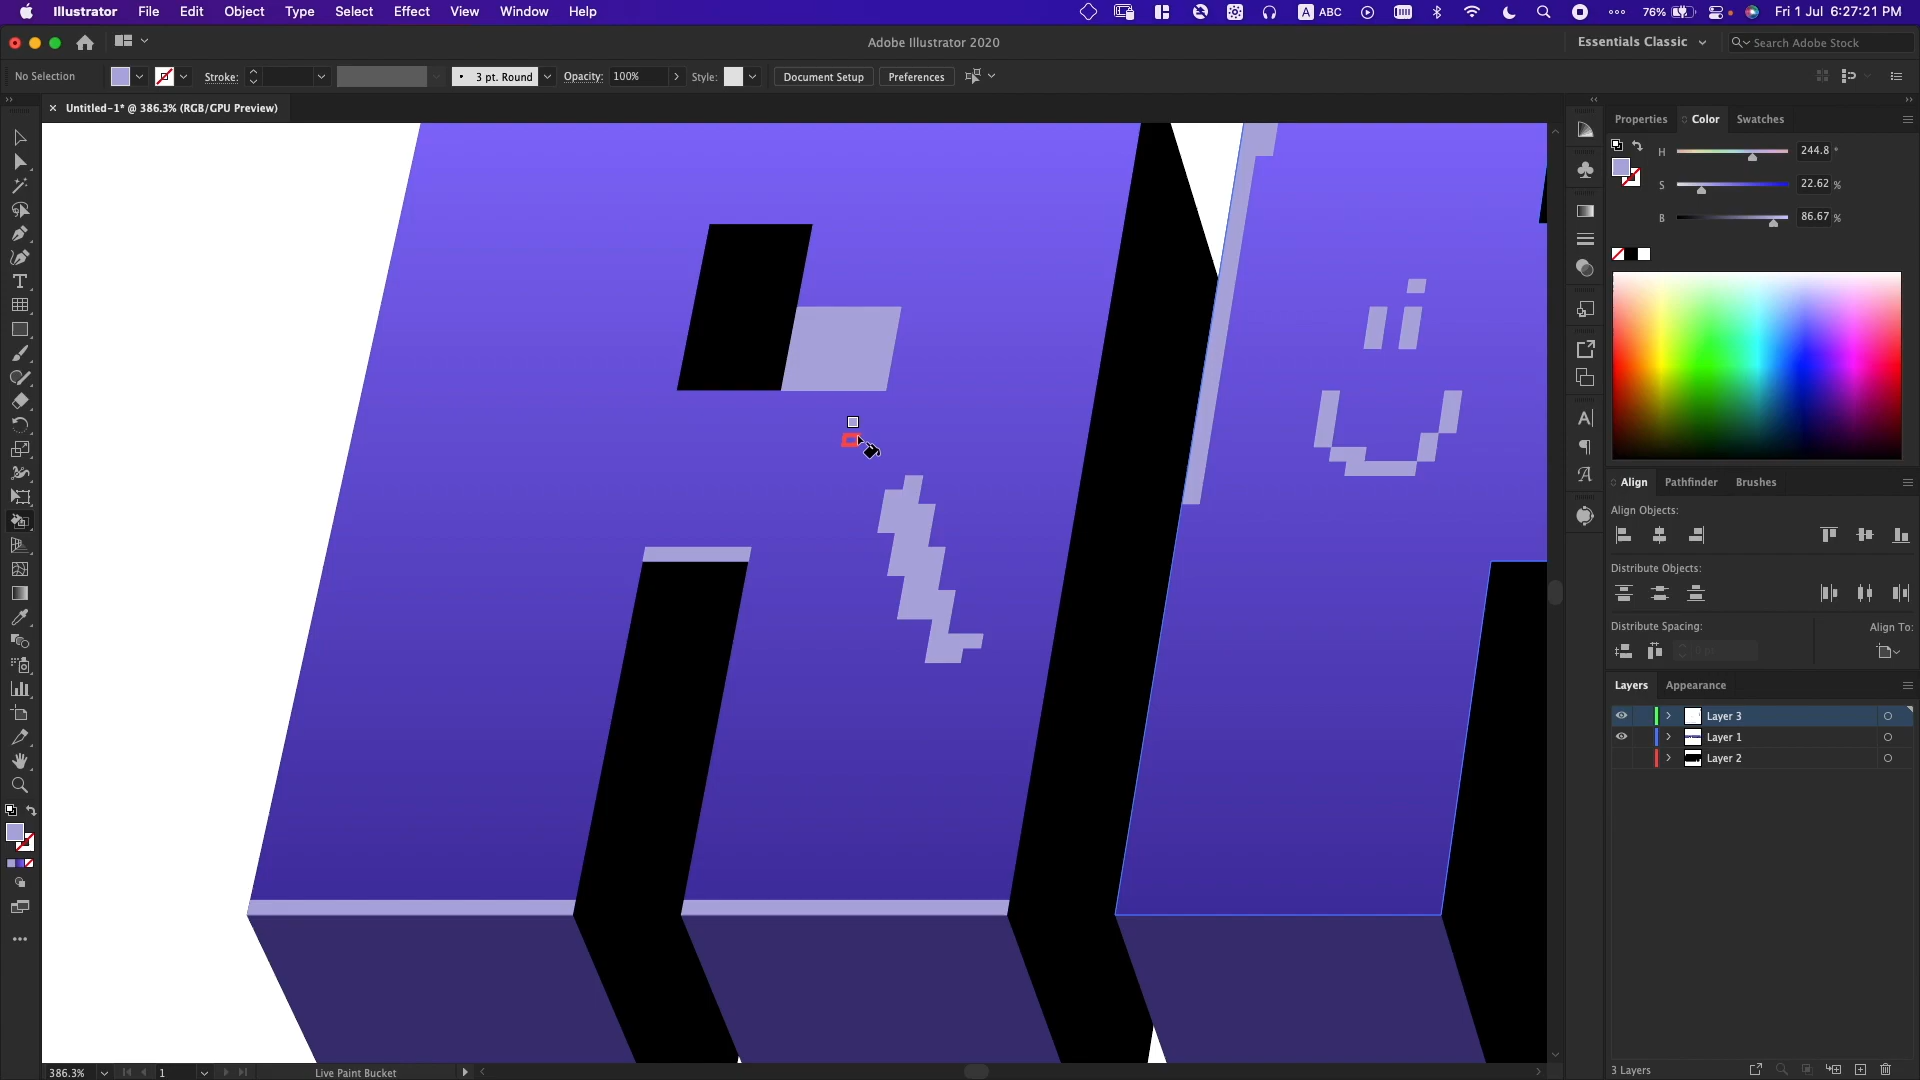 Illustrator File Edit Object Type Select Effect View Window Help
A ABC 76% Fri 1 Jul 6:27:21 PM
Adobe Illustrator 2020
Essentials Classic
Search Adobe Stock
No Selection Stroke: 3 pt. Round Opacity: 100% Style: Document Setup Preferences
× Untitled-1* @ 386.3% (RGB/GPU Preview)
Properties Color Swatches
H 244.8 °
S 22.62 %
B 86.67 %
Align Pathfinder Brushes
Align Objects:
Distribute Objects:
Distribute Spacing: Align To:
0 pt
Layers Appearance
Layer 3
Layer 1
Layer 2
3 Layers
386.3% 1 Live Paint Bucket